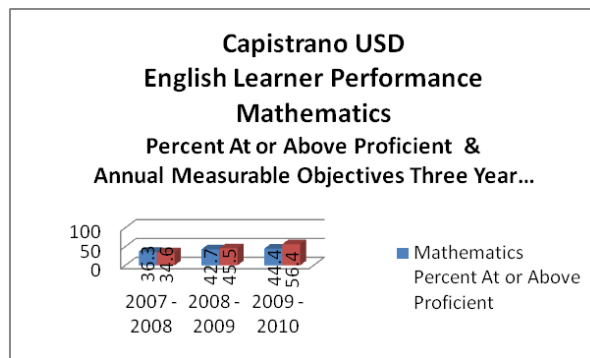 Capistrano USD
English Learner Performance
Mathematics
Percent At or Above Proficient &
Annual Measurable Objectives Three Year...
100
50
0
36.3
34.6
42.7
45.5
44.4
56.4
2007 -
2008
2008 -
2009
2009 -
2010
Mathematics
Percent At or Above
Proficient